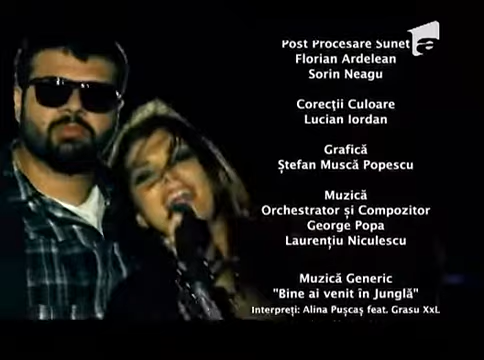 Post Procesare Sunet
Florian Ardelean
Sorin Neagu
Corecții Culoare
Lucian Iordan
Grafică
Ștefan Muscă Popescu
Muzică
Orchestrator și Compozitor
George Popa
Laurențiu Niculescu
Muzică Generic
"Bine ai venit în Junglă"
Interpreți: Alina Pușcaș feat. Grasu XxL